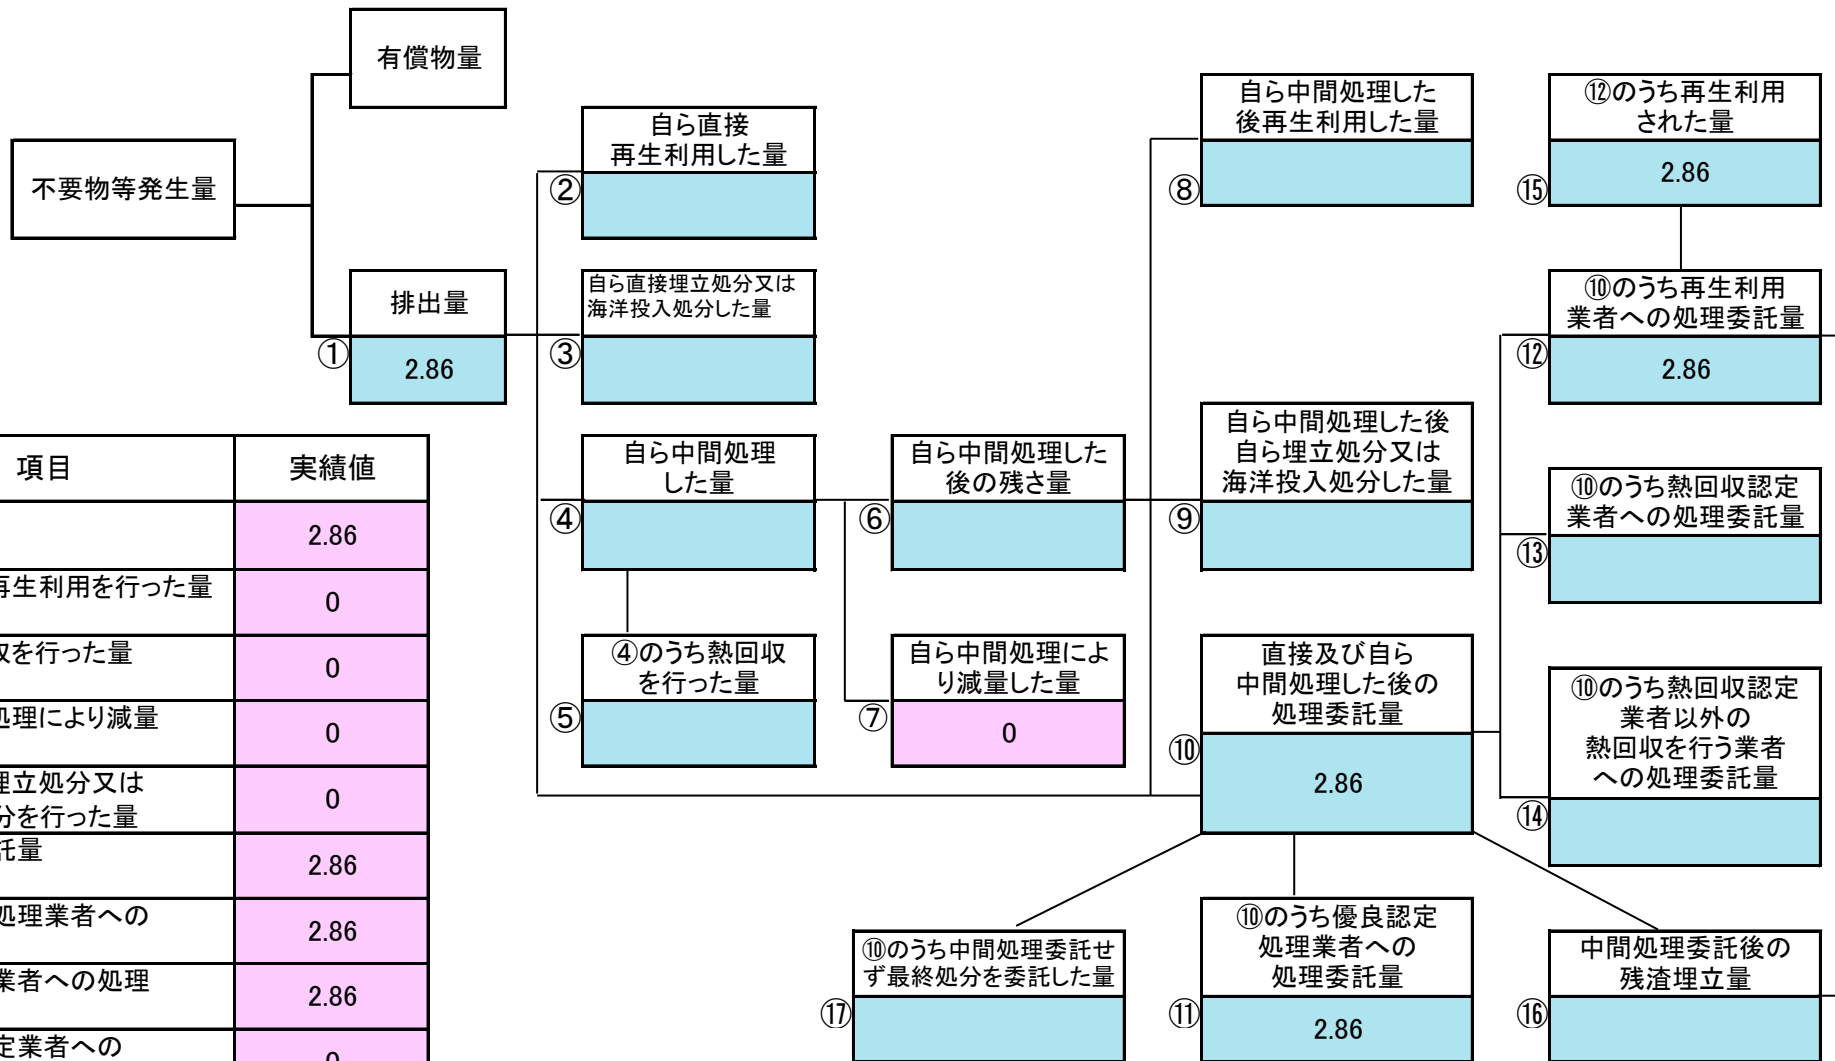 有償物量
不要物等発生量
排出量
①
2.86
自ら直接
再生利用した量
②
自ら直接埋立処分又は
海洋投入処分した量
③
自ら中間処理
した量
④
④のうち熱回収
を行った量
⑤
自ら中間処理した
後の残さ量
⑥
自ら中間処理によ
り減量した量
⑦
0
自ら中間処理した
後再生利用した量
⑧
自ら中間処理した後
自ら埋立処分又は
海洋投入処分した量
⑨
直接及び自ら
中間処理した後の
処理委託量
⑩
2.86
⑩のうち優良認定
処理業者への
処理委託量
⑪
2.86
⑫のうち再生利用
された量
⑮
2.86
⑩のうち再生利用
業者への処理委託量
⑫
2.86
⑩のうち熱回収認定
業者への処理委託量
⑬
⑩のうち熱回収認定
業者以外の
熱回収を行う業者
への処理委託量
⑭
⑩のうち中間処理委託せ
ず最終処分を委託した量
⑰
中間処理委託後の
残渣埋立量
⑯
項目 実績値
2.86
再生利用を行った量 0
を行った量 0
処理により減量 0
埋立処分又は
を行った量 0
託量 2.86
処理業者への 2.86
業者への処理 2.86
定業者への 0